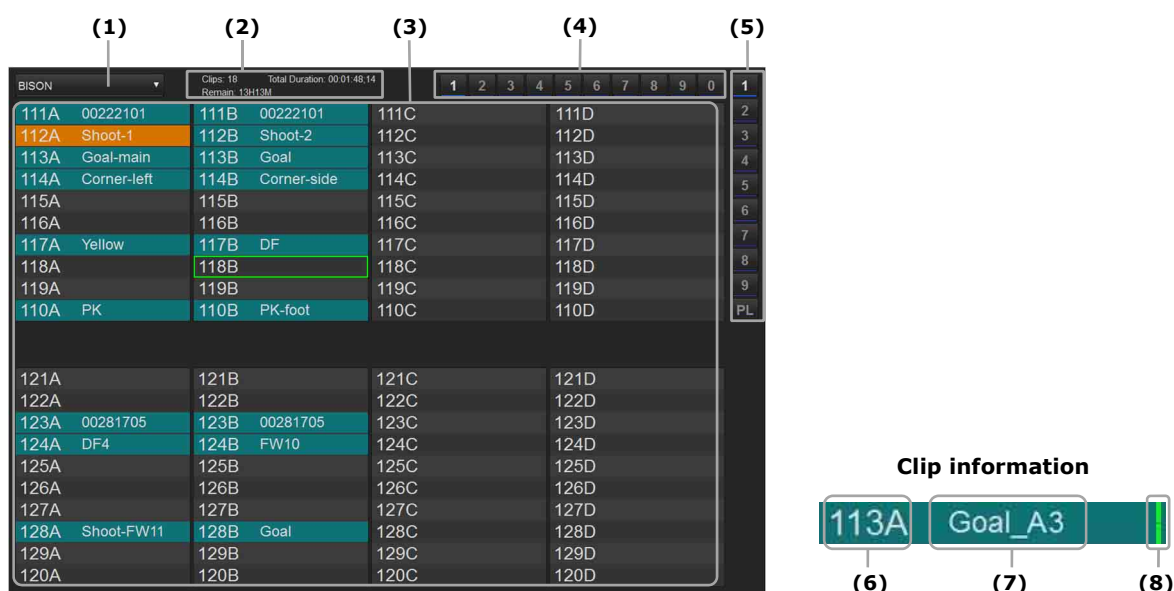 (1) (2) (3) (4) (5)
BISON Clips: 18 Total Duration: 00:01:48;14 1 2 3 4 5 6 7 8 9 0 1
Remain: 13H13M
111A 00222101 111B 00222101 111C 111D 2
112A Shoot-1 112B Shoot-2 112C 112D 3
113A Goal-main 113B Goal 113C 113D 4
114A Corner-left 114B Corner-side 114C 114D 5
115A 115B 115C 115D
116A 116B 116C 116D 6
117A Yellow 117B DF 117C 117D 7
118A 118B 118C 118D 8
119A 119B 119C 119D 9
110A PK 110B PK-foot 110C 110D PL
121A 121B 121C 121D
122A 122B 122C 122D
123A 00281705 123B 00281705 123C 123D
124A DF4 124B FW10 124C 124D
125A 125B 125C 125D
126A 126B 126C 126D
127A 127B 127C 127D
128A Shoot-FW11 128B Goal 128C 128D
129A 129B 129C 129D
120A 120B 120C 120D
Clip information
113A Goal_A3
(6) (7) (8)